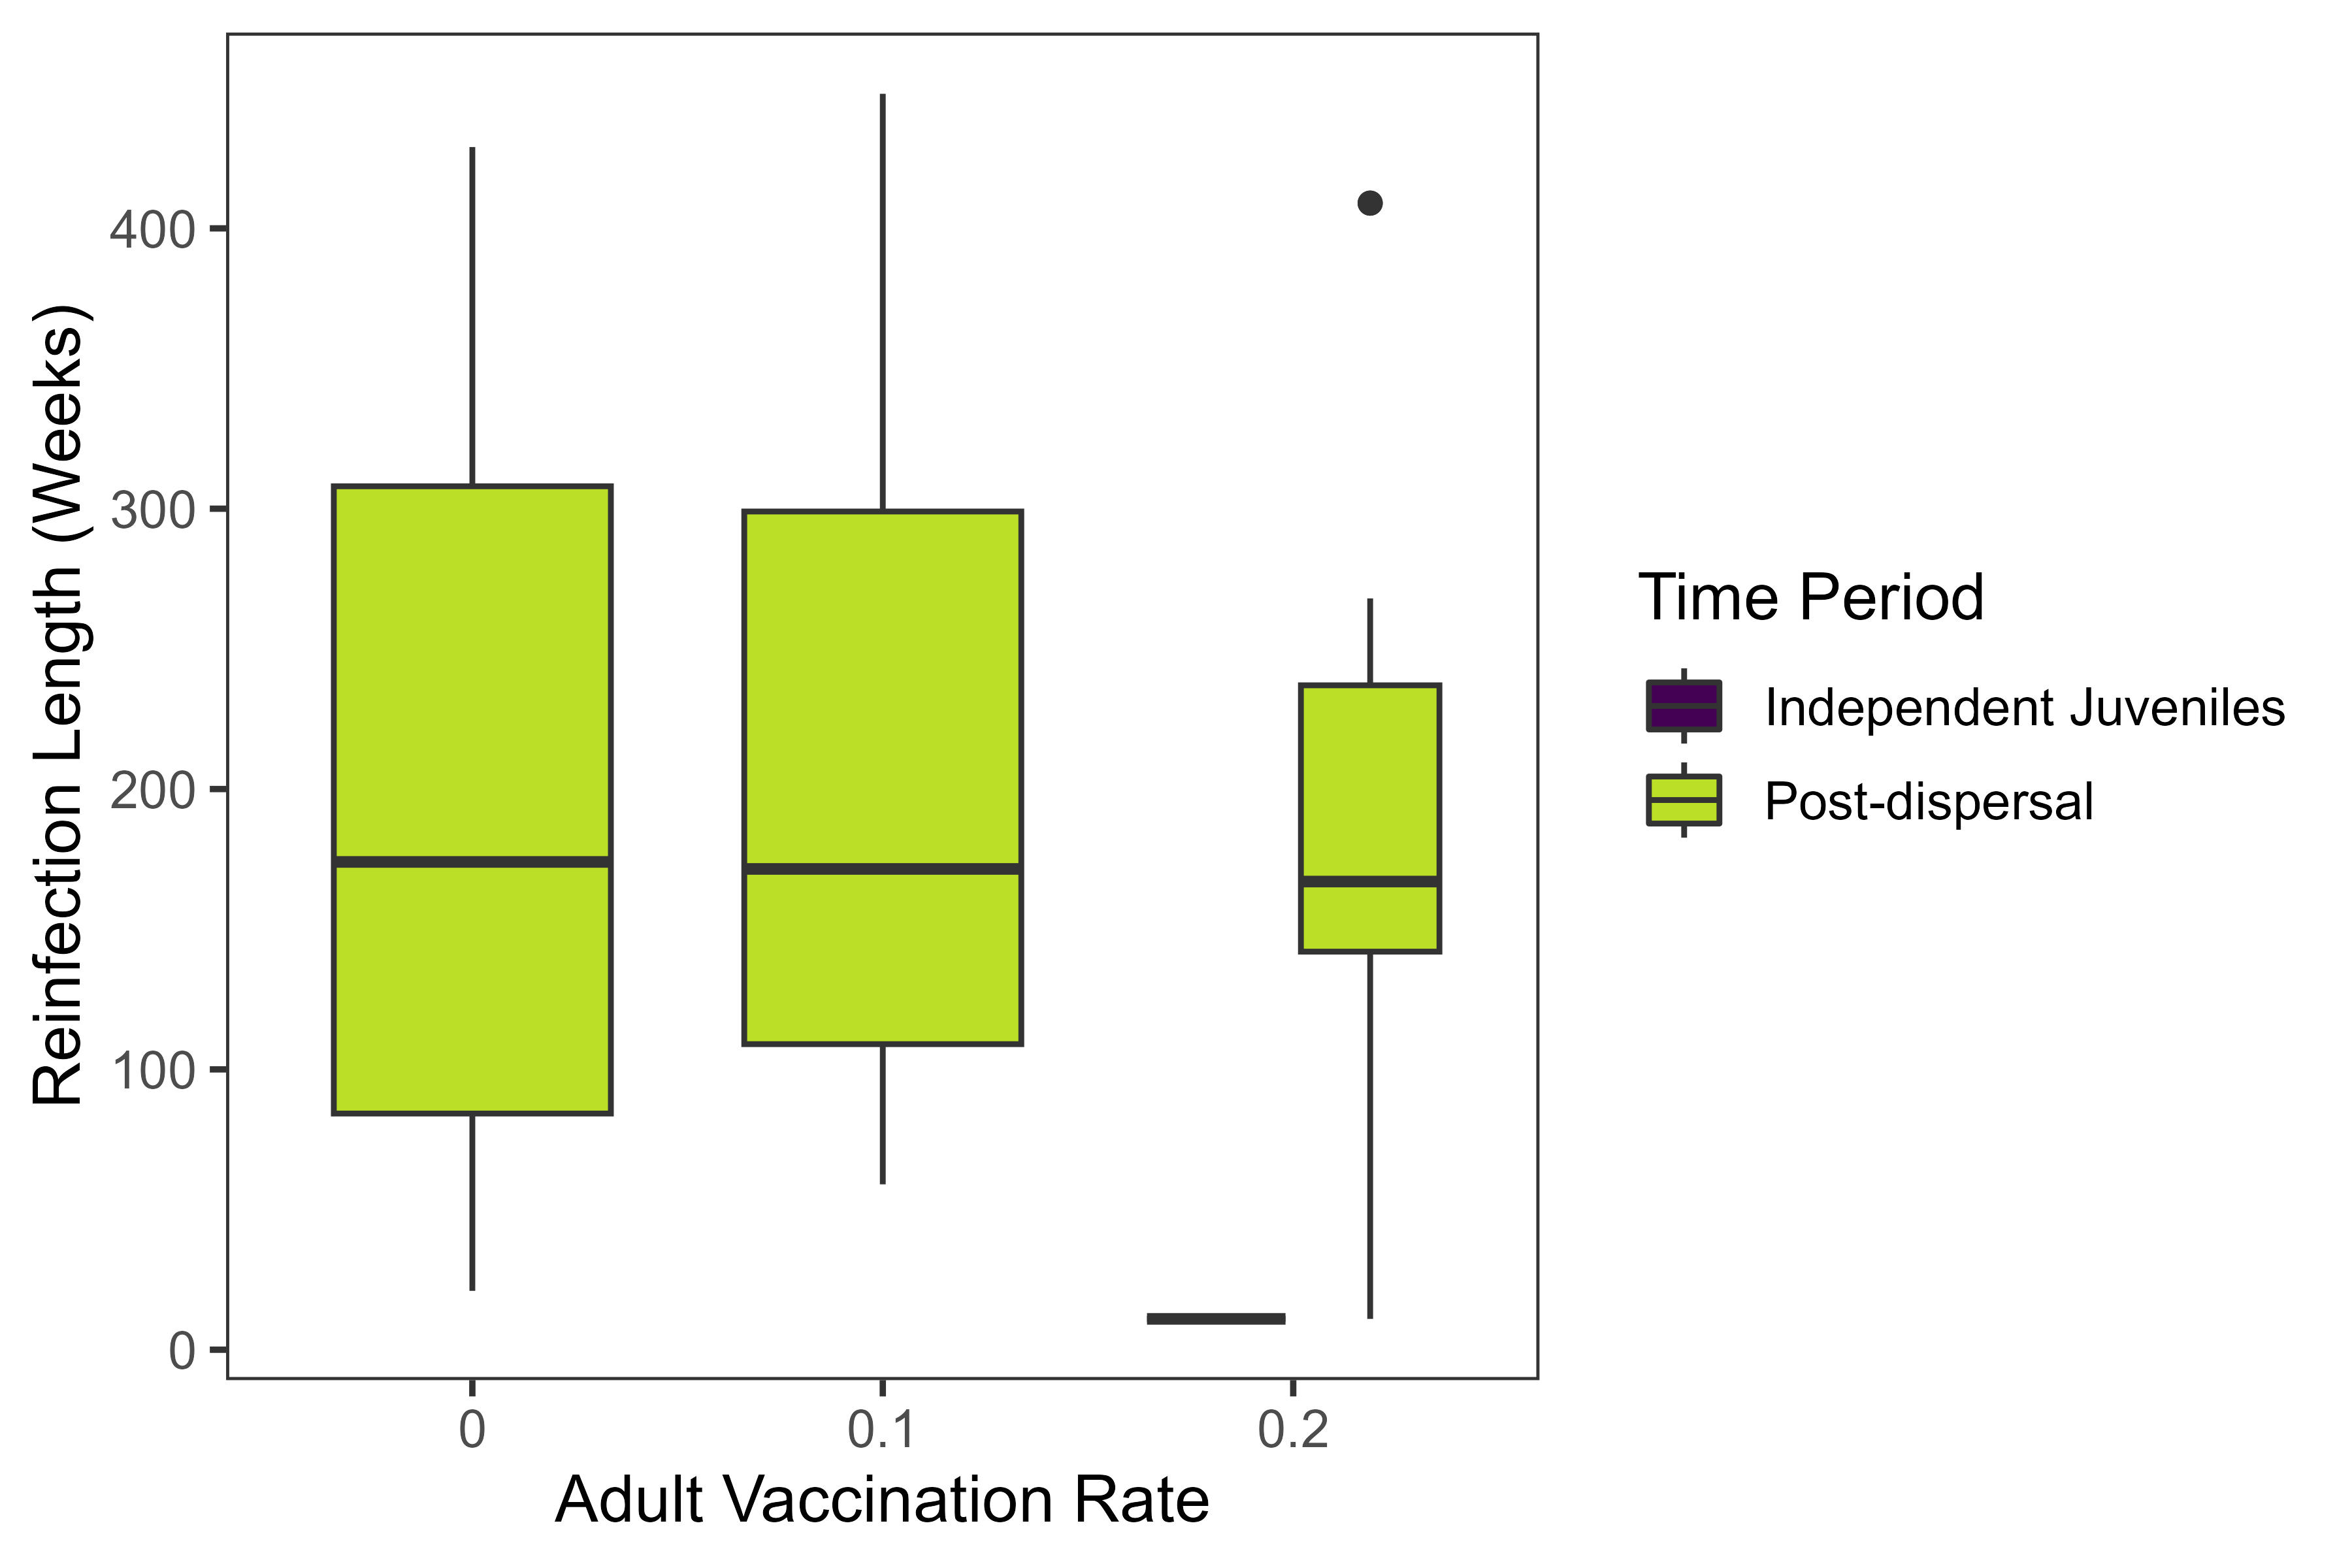 Reinfection Length (Weeks)
400
300
200
100
0
0
0.1
0.2
Adult Vaccination Rate
Time Period
Independent Juveniles
Post-dispersal